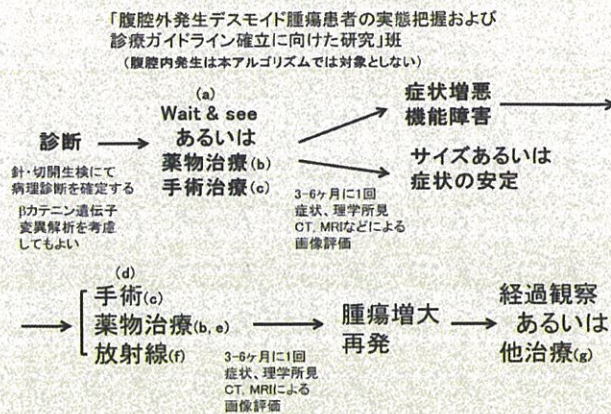 「腹腔外発生デスモイド腫瘍患者の実態把握および
診療ガイドライン確立に向けた研究」班
(腹腔内発生は本アルゴリズムでは対象としない)
診断
針・切開生検にて
病理診断を確定する
βカテニン遺伝子
変異解析を考慮
してもよい
(a)
Wait & see
あるいは
薬物治療(b)
手術治療(c)
3-6ヶ月に1回
症状、理学所見
CT, MRIなどによる
画像評価
症状増悪
機能障害
サイズあるいは
症状の安定
(d)
手術(c)
薬物治療(b, e)
放射線(f)
3-6ヶ月に1回
症状、理学所見
CT, MRIによる
画像評価
腫瘍増大
再発
経過観察
あるいは
他治療(g)